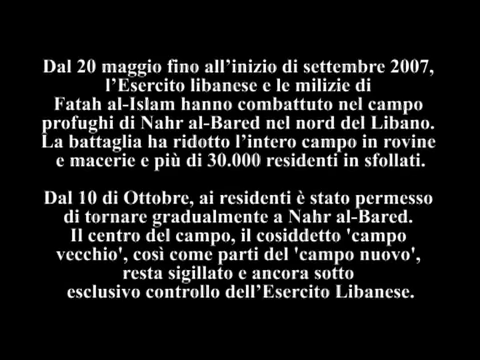 Dal 20 maggio fino all’inizio di settembre 2007,
l’Esercito libanese e le milizie di
Fatah al-Islam hanno combattuto nel campo
profughi di Nahr al-Bared nel nord del Libano.
La battaglia ha ridotto l’intero campo in rovine
e macerie e più di 30.000 residenti in sfollati.
Dal 10 di Ottobre, ai residenti è stato permesso
di tornare gradualmente a Nahr al-Bared.
Il centro del campo, il cosiddetto 'campo
vecchio', così come parti del 'campo nuovo',
resta sigillato e ancora sotto
esclusivo controllo dell’Esercito Libanese.